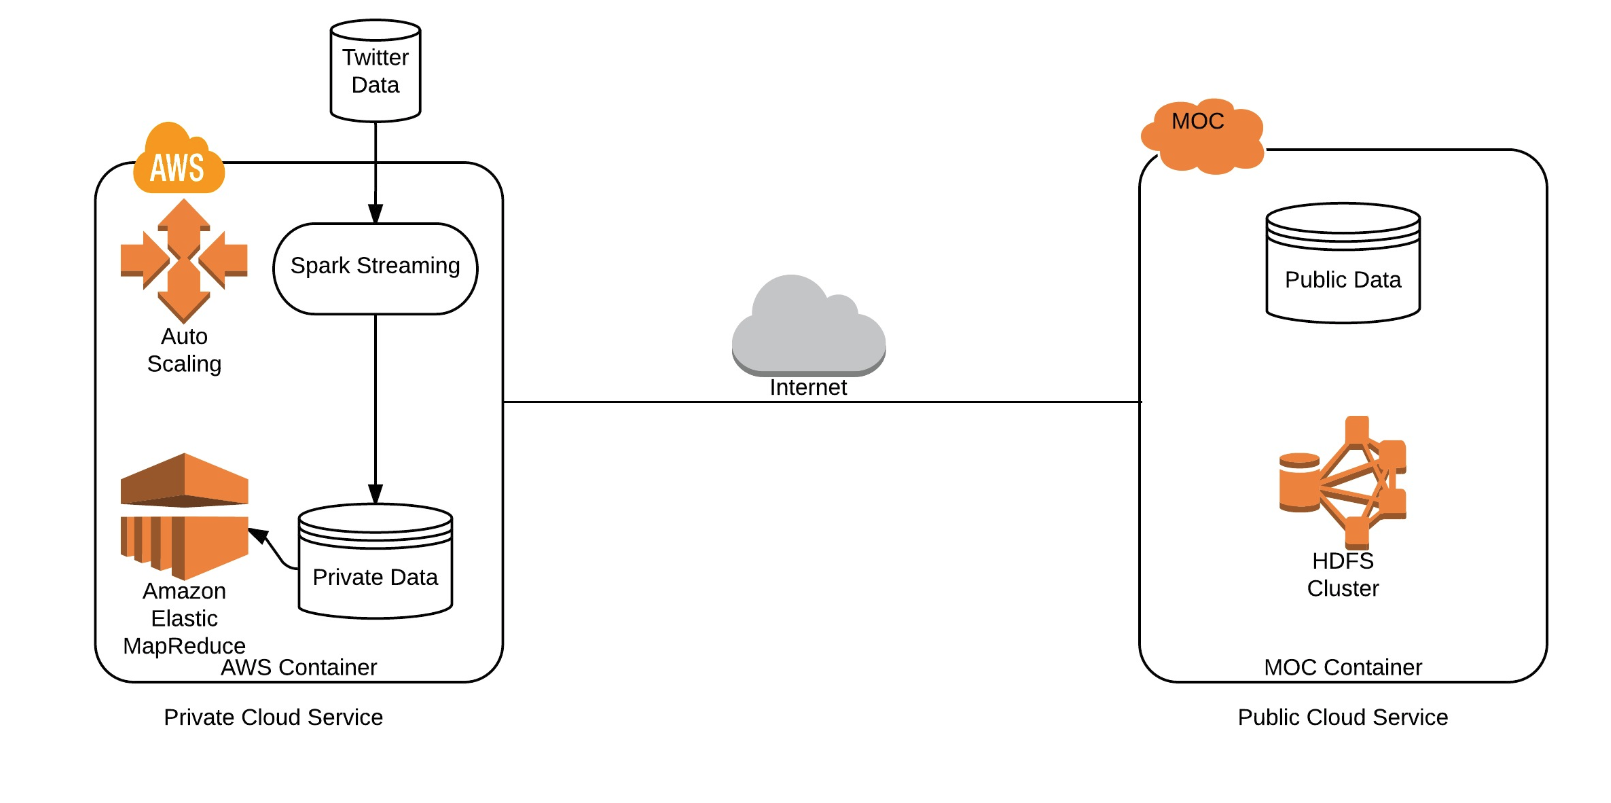 Twitter
Data
AWS
MOC
Spark Streaming
Public Data
Auto
Scaling
Internet
HDFS
Cluster
Private Data
Amazon
Elastic
MapReduce
AWS Container
MOC Container
Private Cloud Service
Public Cloud Service